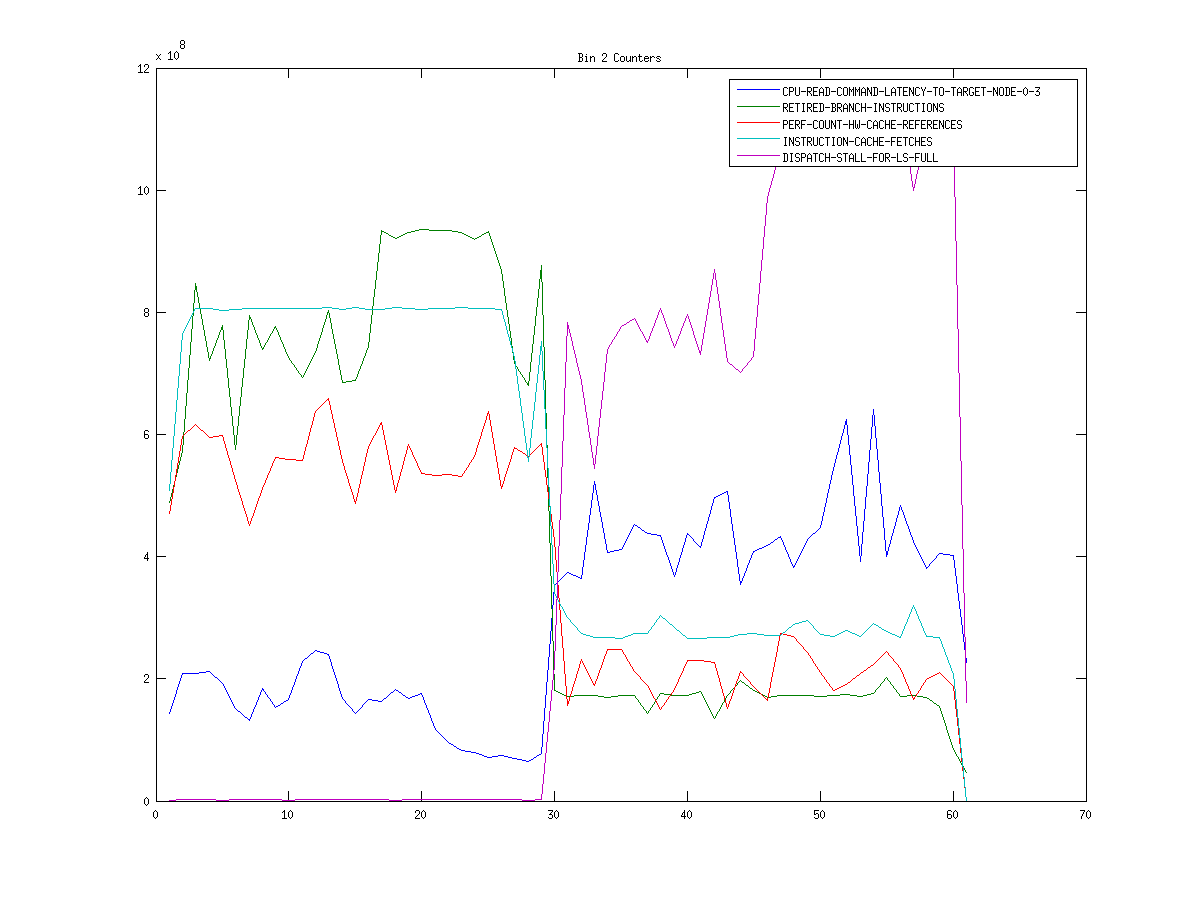 x 10 8
Bin 2 Counters
12
CPU-READ-COMMAND-LATENCY-TO-TARGET-NODE-0-3
RETIRED-BRANCH-INSTRUCTIONS
PERF-COUNT-HW-CACHE-REFERENCES
INSTRUCTION-CACHE-FETCHES
DISPATCH-STALL-FOR-LS-FULL
10
8
6
4
2
0
0 10 20 30 40 50 60 70